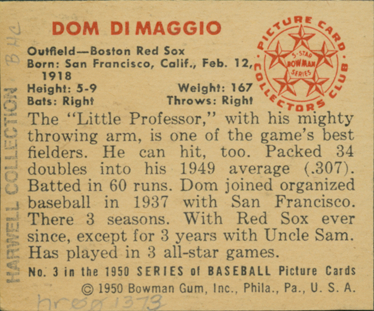 DOM DI MAGGIO
Outfield—Boston Red Sox
Born: San Francisco, Calif., Feb. 12,
1918
Height: 5-9 Weight: 167
Bats: Right Throws: Right
PICTURE CARD
5-STAR
BOWMAN
SERIES
COLLECTORS CLUB
The "Little Professor," with his mighty
throwing arm, is one of the game's best
fielders. He can hit, too. Packed 34
doubles into his 1949 average (.307).
Batted in 60 runs. Dom joined organized
baseball in 1937 with San Francisco.
There 3 seasons. With Red Sox ever
since, except for 3 years with Uncle Sam.
Has played in 3 all-star games.
No. 3 in the 1950 SERIES of BASEBALL Picture Cards
© 1950 Bowman Gum, Inc., Phila., Pa., U. S. A.
HARWELL COLLECTION